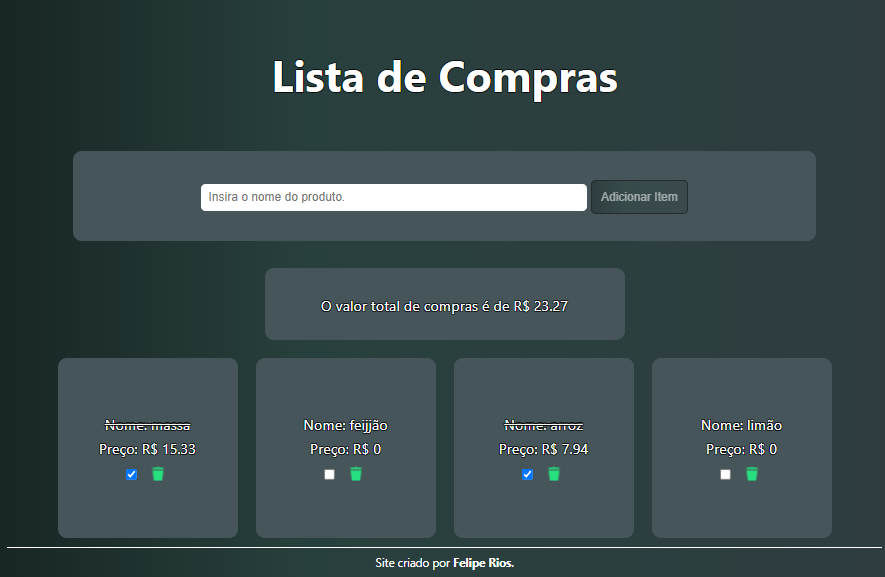 Lista de Compras
Insira o nome do produto. Adicionar Item
O valor total de compras é de R$ 23.27
Nome: massa
Preço: R$ 15.33
Nome: feijjão
Preço: R$ 0
Nome: arroz
Preço: R$ 7.94
Nome: limão
Preço: R$ 0
Site criado por Felipe Rios.